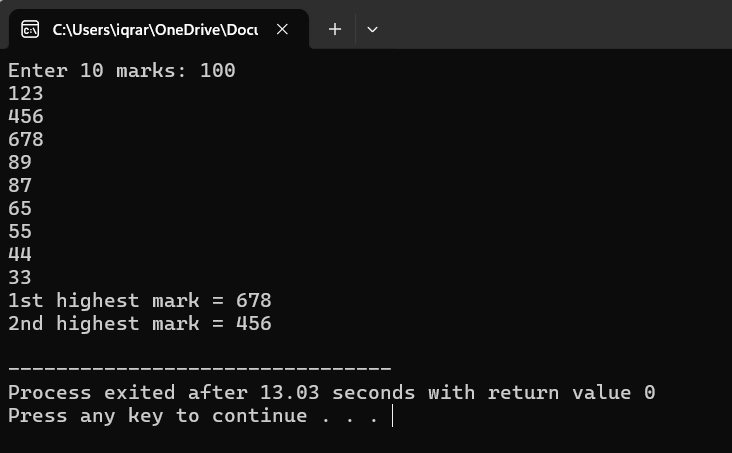 C:\Users\iqrar\OneDrive\Docu
Enter 10 marks: 100
123
456
678
89
87
65
55
44
33
1st highest mark = 678
2nd highest mark = 456
--------------------------------
Process exited after 13.03 seconds with return value 0
Press any key to continue . . .